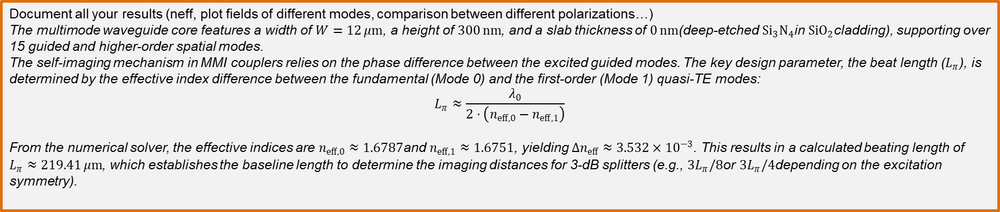 Document all your results (neff, plot fields of different modes, comparison between different polarizations…)
The multimode waveguide core features a width of W = 12 μm, a height of 300 nm, and a slab thickness of 0 nm(deep-etched Si₃N₄in SiO₂cladding), supporting over
15 guided and higher-order spatial modes.
The self-imaging mechanism in MMI couplers relies on the phase difference between the excited guided modes. The key design parameter, the beat length (Lπ), is
determined by the effective index difference between the fundamental (Mode 0) and the first-order (Mode 1) quasi-TE modes:
Lπ ≈ λ₀ / 2 · (neff,0 − neff,1)
From the numerical solver, the effective indices are neff,0 ≈ 1.6787and neff,1 ≈ 1.6751, yielding Δneff ≈ 3.532 × 10⁻³. This results in a calculated beating length of
Lπ ≈ 219.41 μm, which establishes the baseline length to determine the imaging distances for 3-dB splitters (e.g., 3Lπ/8or 3Lπ/4depending on the excitation
symmetry).